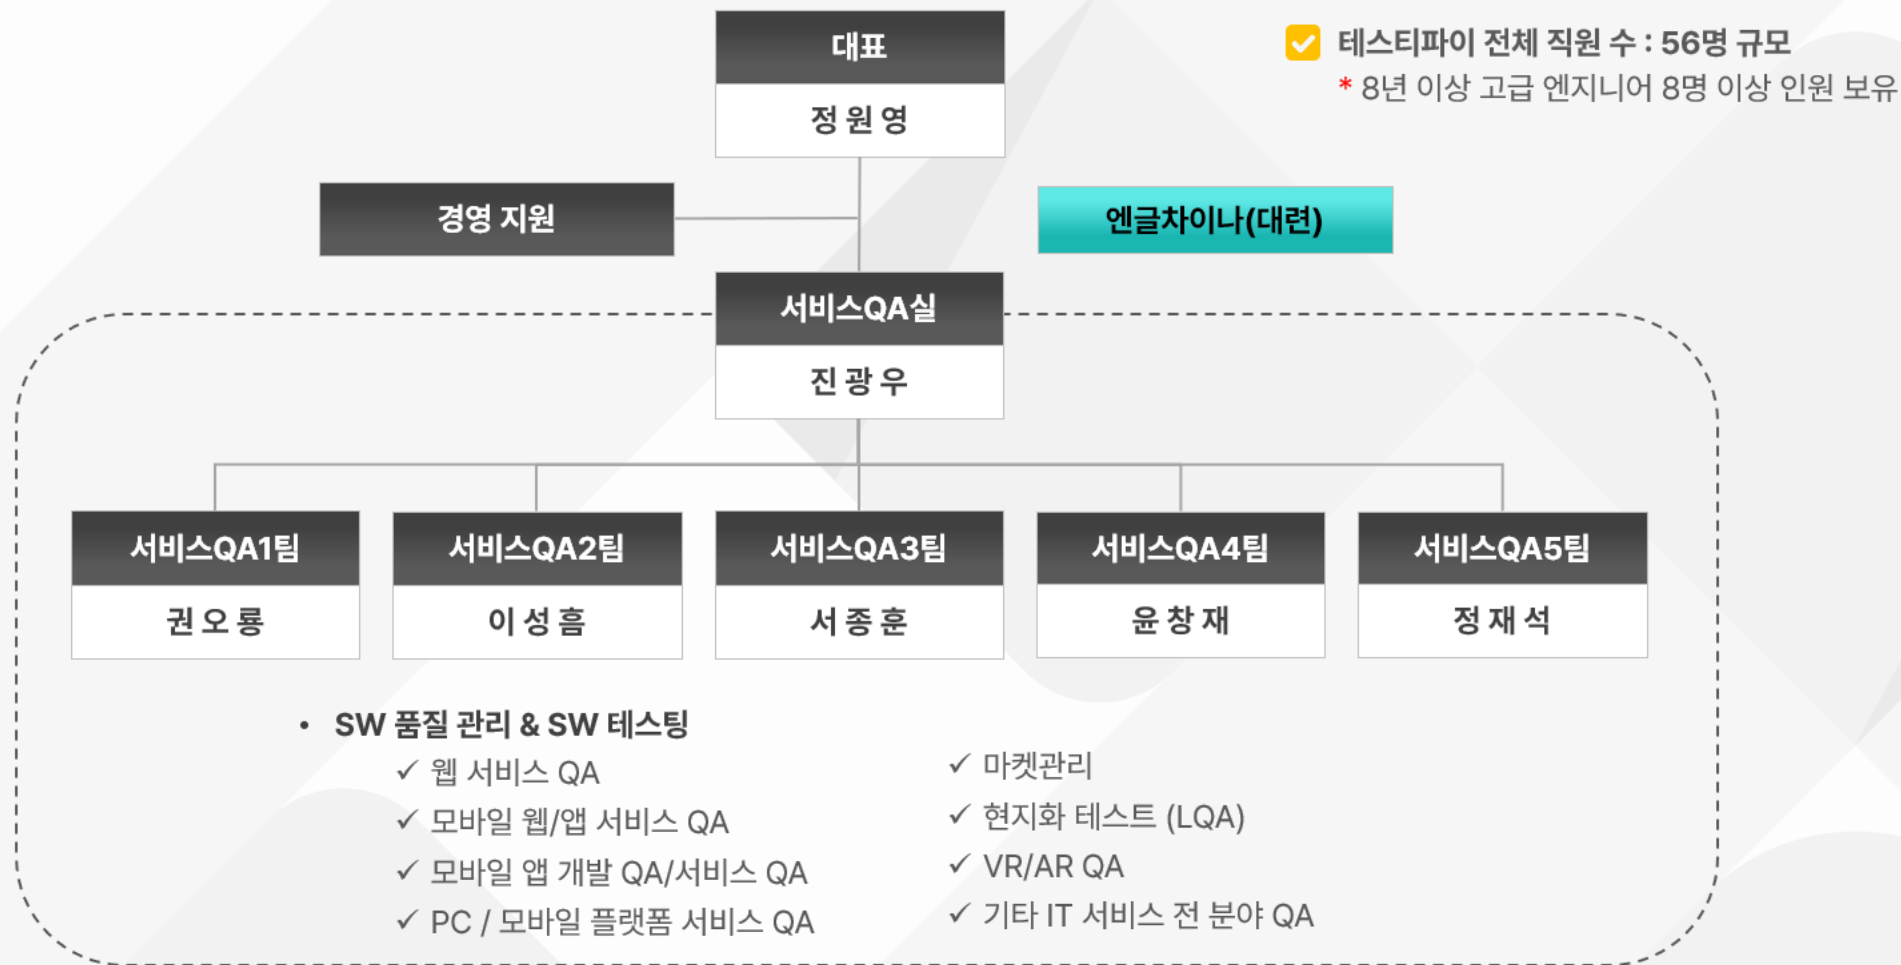 대표
정 원 영
테스티파이 전체 직원 수 : 56명 규모
* 8년 이상 고급 엔지니어 8명 이상 인원 보유
경영 지원
엔글차이나(대련)
서비스QA실
진 광 우
서비스QA1팀
권 오 룡
서비스QA2팀
이 성 흠
서비스QA3팀
서 종 훈
서비스QA4팀
윤 창 재
서비스QA5팀
정 재 석
• SW 품질 관리 & SW 테스팅
✓ 웹 서비스 QA
✓ 모바일 웹/앱 서비스 QA
✓ 모바일 앱 개발 QA/서비스 QA
✓ PC / 모바일 플랫폼 서비스 QA
✓ 마켓관리
✓ 현지화 테스트 (LQA)
✓ VR/AR QA
✓ 기타 IT 서비스 전 분야 QA